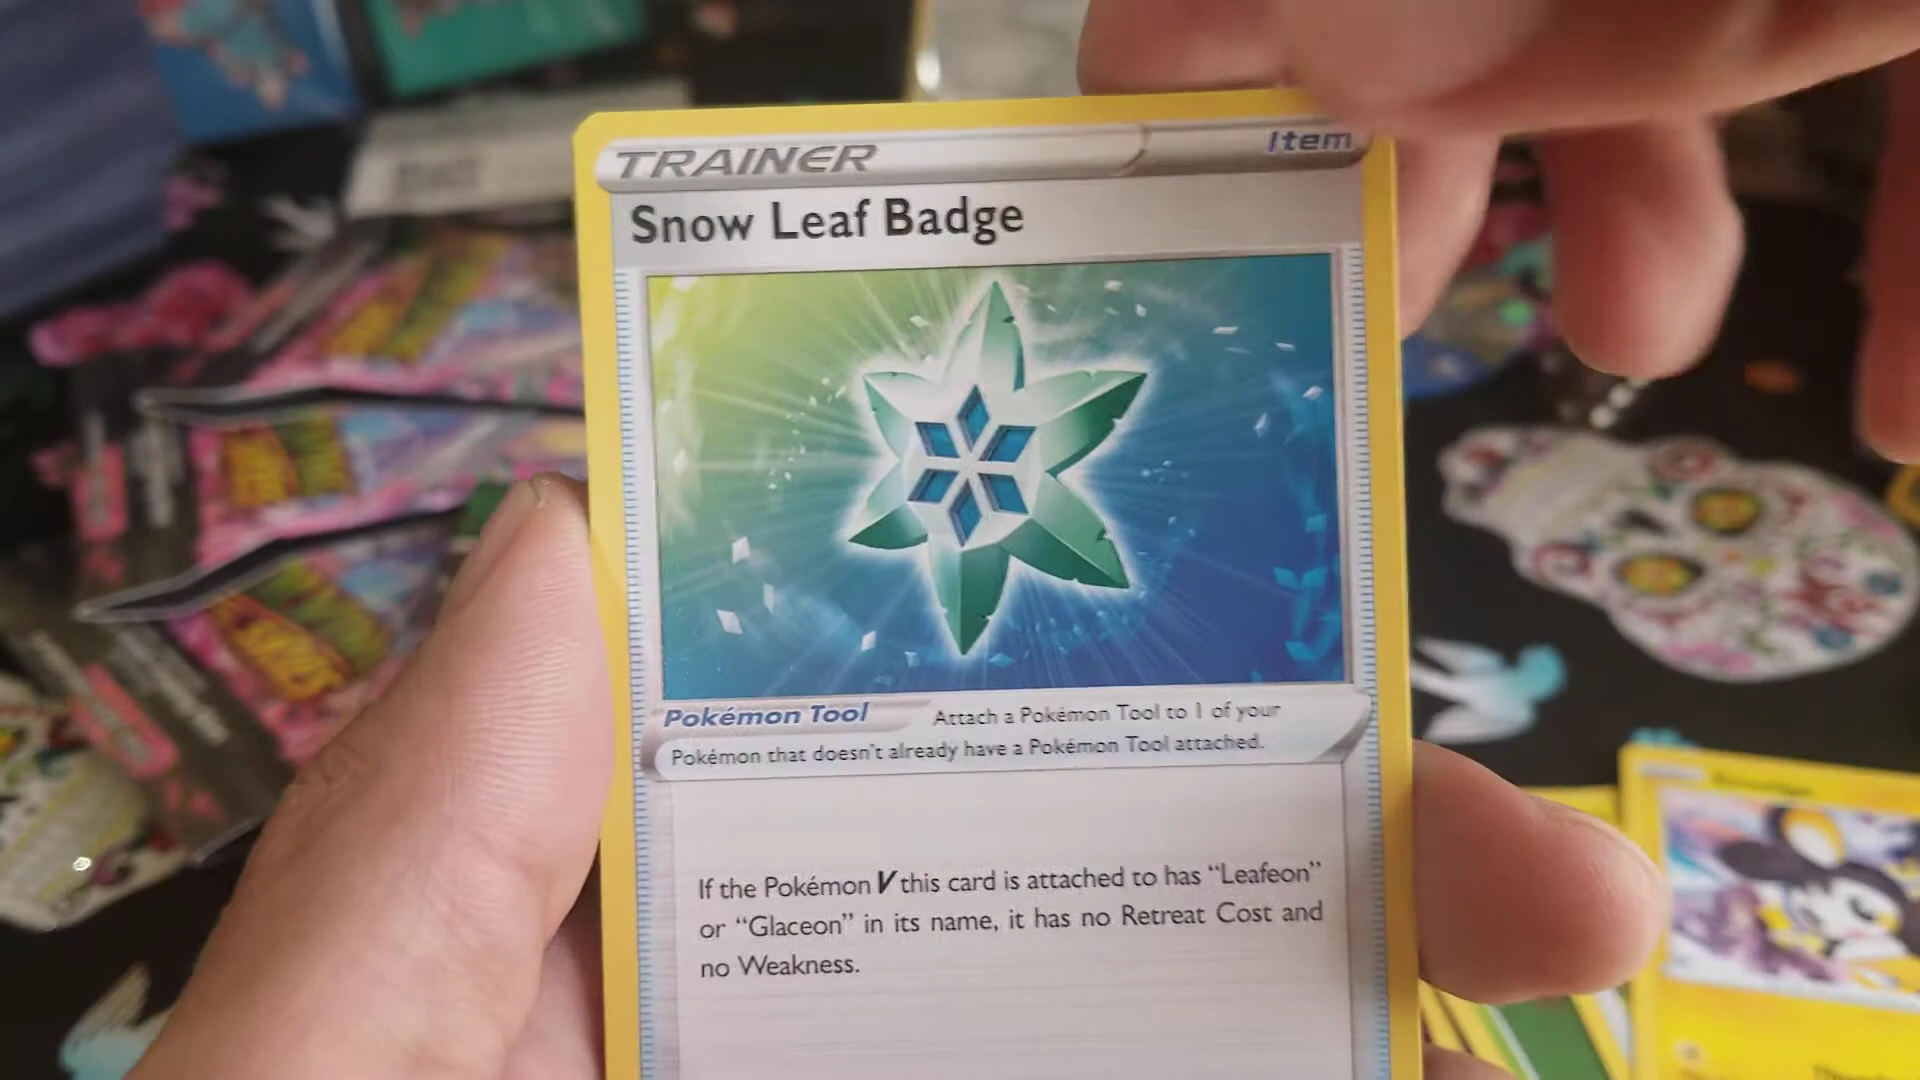 TRAINER Item
Snow Leaf Badge
Pokémon Tool Attach a Pokémon Tool to 1 of your
Pokémon that doesn't already have a Pokémon Tool attached.
If the Pokémon V this card is attached to has “Leafeon”
or “Glaceon” in its name, it has no Retreat Cost and
no Weakness.